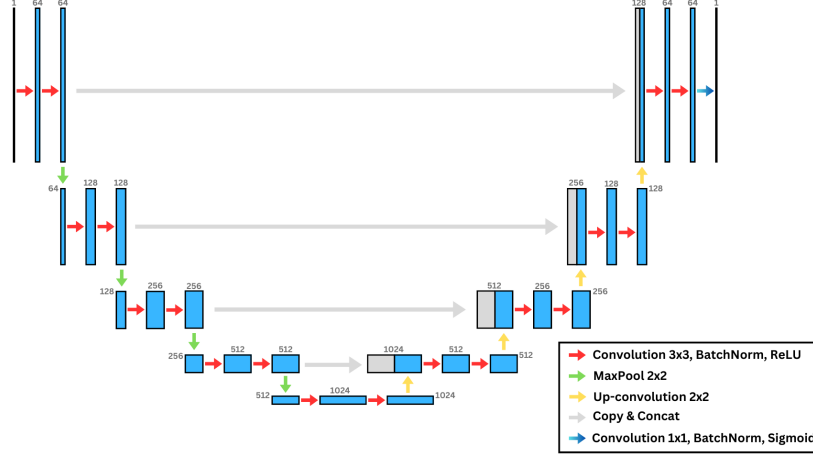 1 64 64 128 64 64 1
64 128 128 256 128 128
128 256 256 512 256 256
256 512 512 1024 512 512
512 1024 1024
Convolution 3x3, BatchNorm, ReLU
MaxPool 2x2
Up-convolution 2x2
Copy & Concat
Convolution 1x1, BatchNorm, Sigmoid